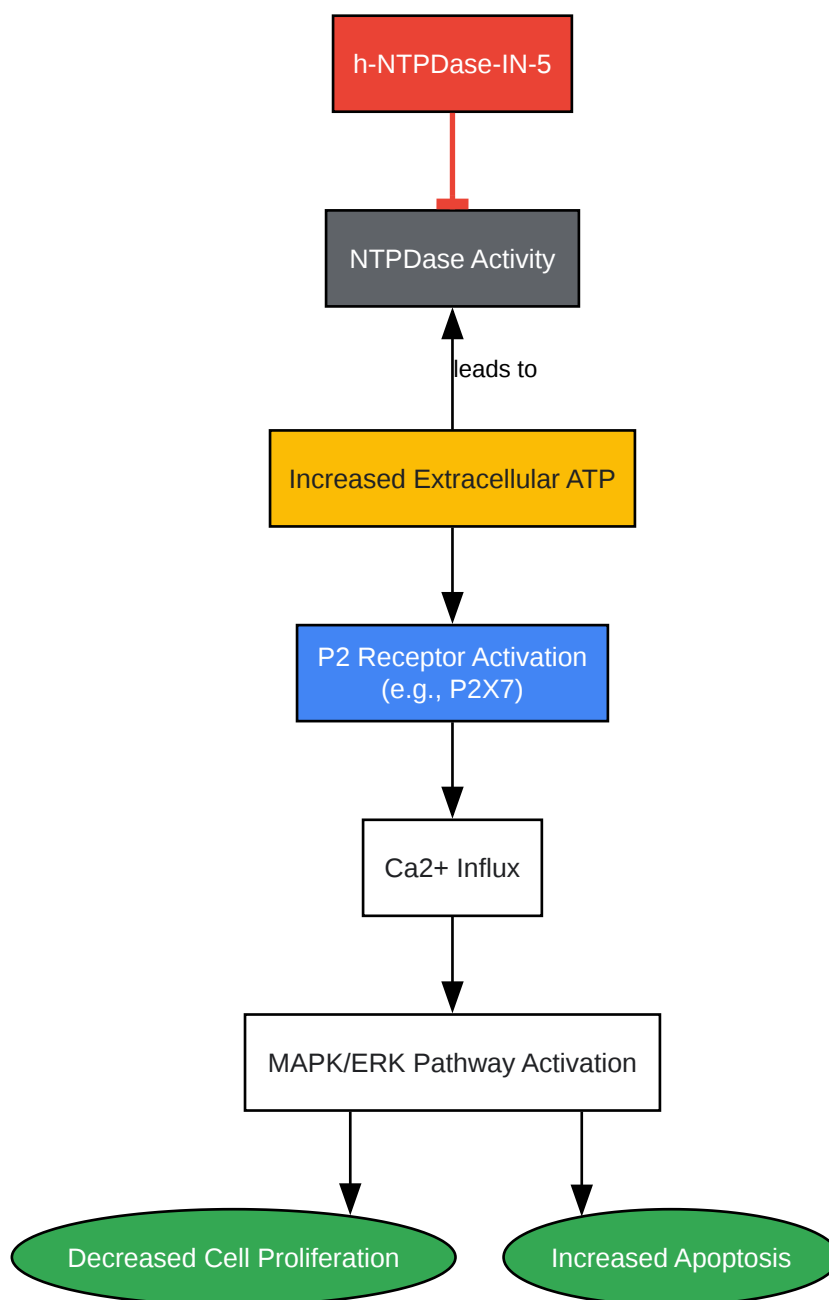 h-NTPDase-IN-5
NTPDase Activity
leads to
Increased Extracellular ATP
P2 Receptor Activation
(e.g., P2X7)
Ca2+ Influx
MAPK/ERK Pathway Activation
Decreased Cell Proliferation
Increased Apoptosis